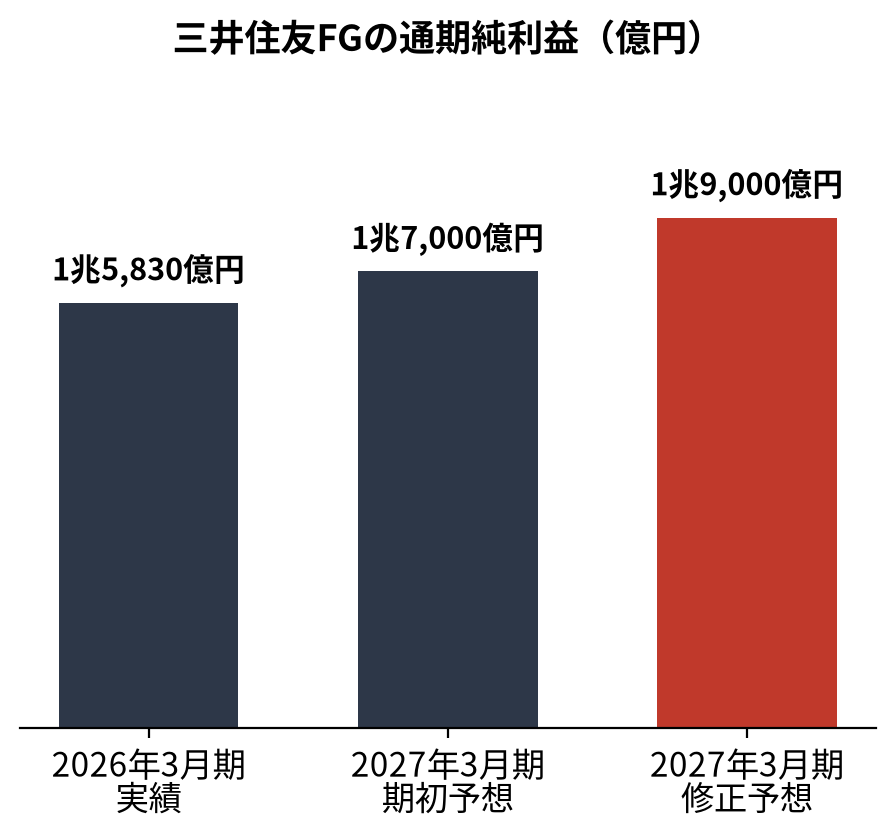 三井住友FGの通期純利益（億円）
1兆5,830億円
1兆7,000億円
1兆9,000億円
2026年3月期
実績
2027年3月期
期初予想
2027年3月期
修正予想